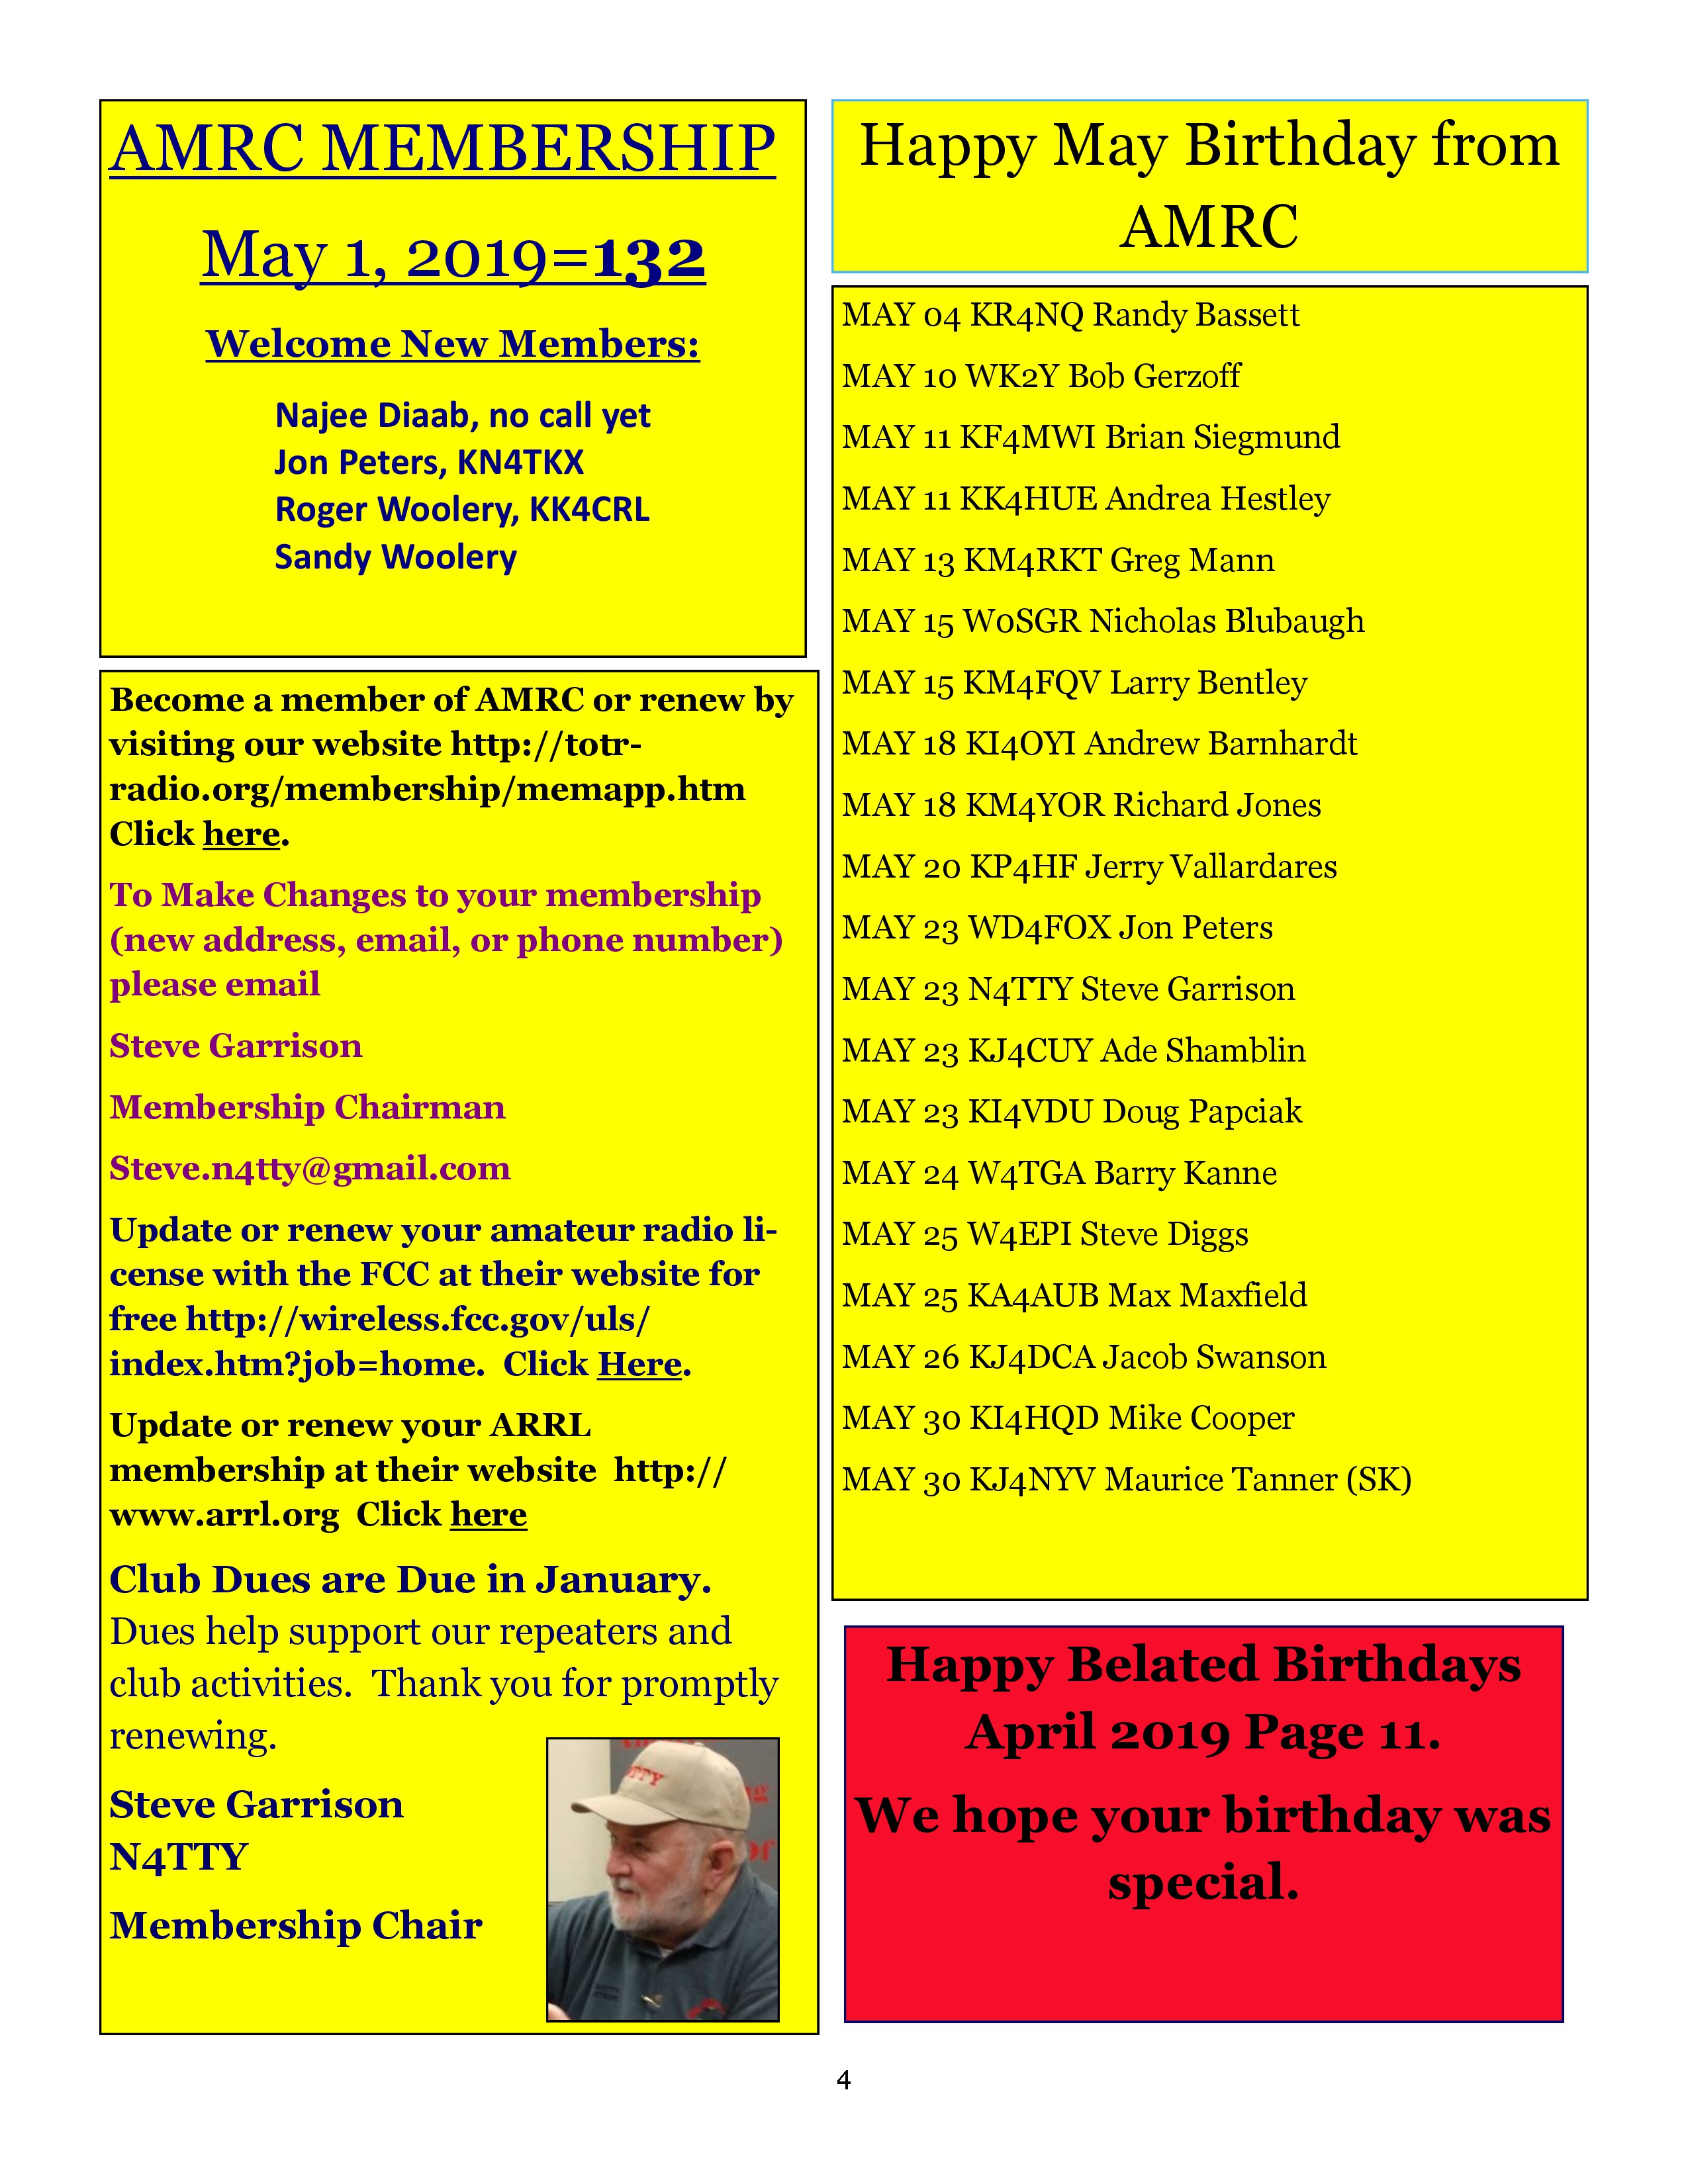 AMRC MEMBERSHIP
May 1, 2019=132
Welcome New Members:
Najee Diaab, no call yet
Jon Peters, KN4TKX
Roger Woolery, KK4CRL
Sandy Woolery
Become a member of AMRC or renew by
visiting our website http://totr-
radio.org/membership/memapp.htm
Click here.
To Make Changes to your membership
(new address, email, or phone number)
please email
Steve Garrison
Membership Chairman
Steve.n4tty@gmail.com
Update or renew your amateur radio li-
cense with the FCC at their website for
free http://wireless.fcc.gov/uls/
index.htm?job=home.  Click Here.
Update or renew your ARRL
membership at their website  http://
www.arrl.org  Click here
Club Dues are Due in January.
Dues help support our repeaters and
club activities.  Thank you for promptly
renewing.
Steve Garrison
N4TTY
Membership Chair
Happy May Birthday from
AMRC
MAY 04 KR4NQ Randy Bassett
MAY 10 WK2Y Bob Gerzoff
MAY 11 KF4MWI Brian Siegmund
MAY 11 KK4HUE Andrea Hestley
MAY 13 KM4RKT Greg Mann
MAY 15 W0SGR Nicholas Blubaugh
MAY 15 KM4FQV Larry Bentley
MAY 18 KI4OYI Andrew Barnhardt
MAY 18 KM4YOR Richard Jones
MAY 20 KP4HF Jerry Vallardares
MAY 23 WD4FOX Jon Peters
MAY 23 N4TTY Steve Garrison
MAY 23 KJ4CUY Ade Shamblin
MAY 23 KI4VDU Doug Papciak
MAY 24 W4TGA Barry Kanne
MAY 25 W4EPI Steve Diggs
MAY 25 KA4AUB Max Maxfield
MAY 26 KJ4DCA Jacob Swanson
MAY 30 KI4HQD Mike Cooper
MAY 30 KJ4NYV Maurice Tanner (SK)
Happy Belated Birthdays
April 2019 Page 11.
We hope your birthday was
special.
4